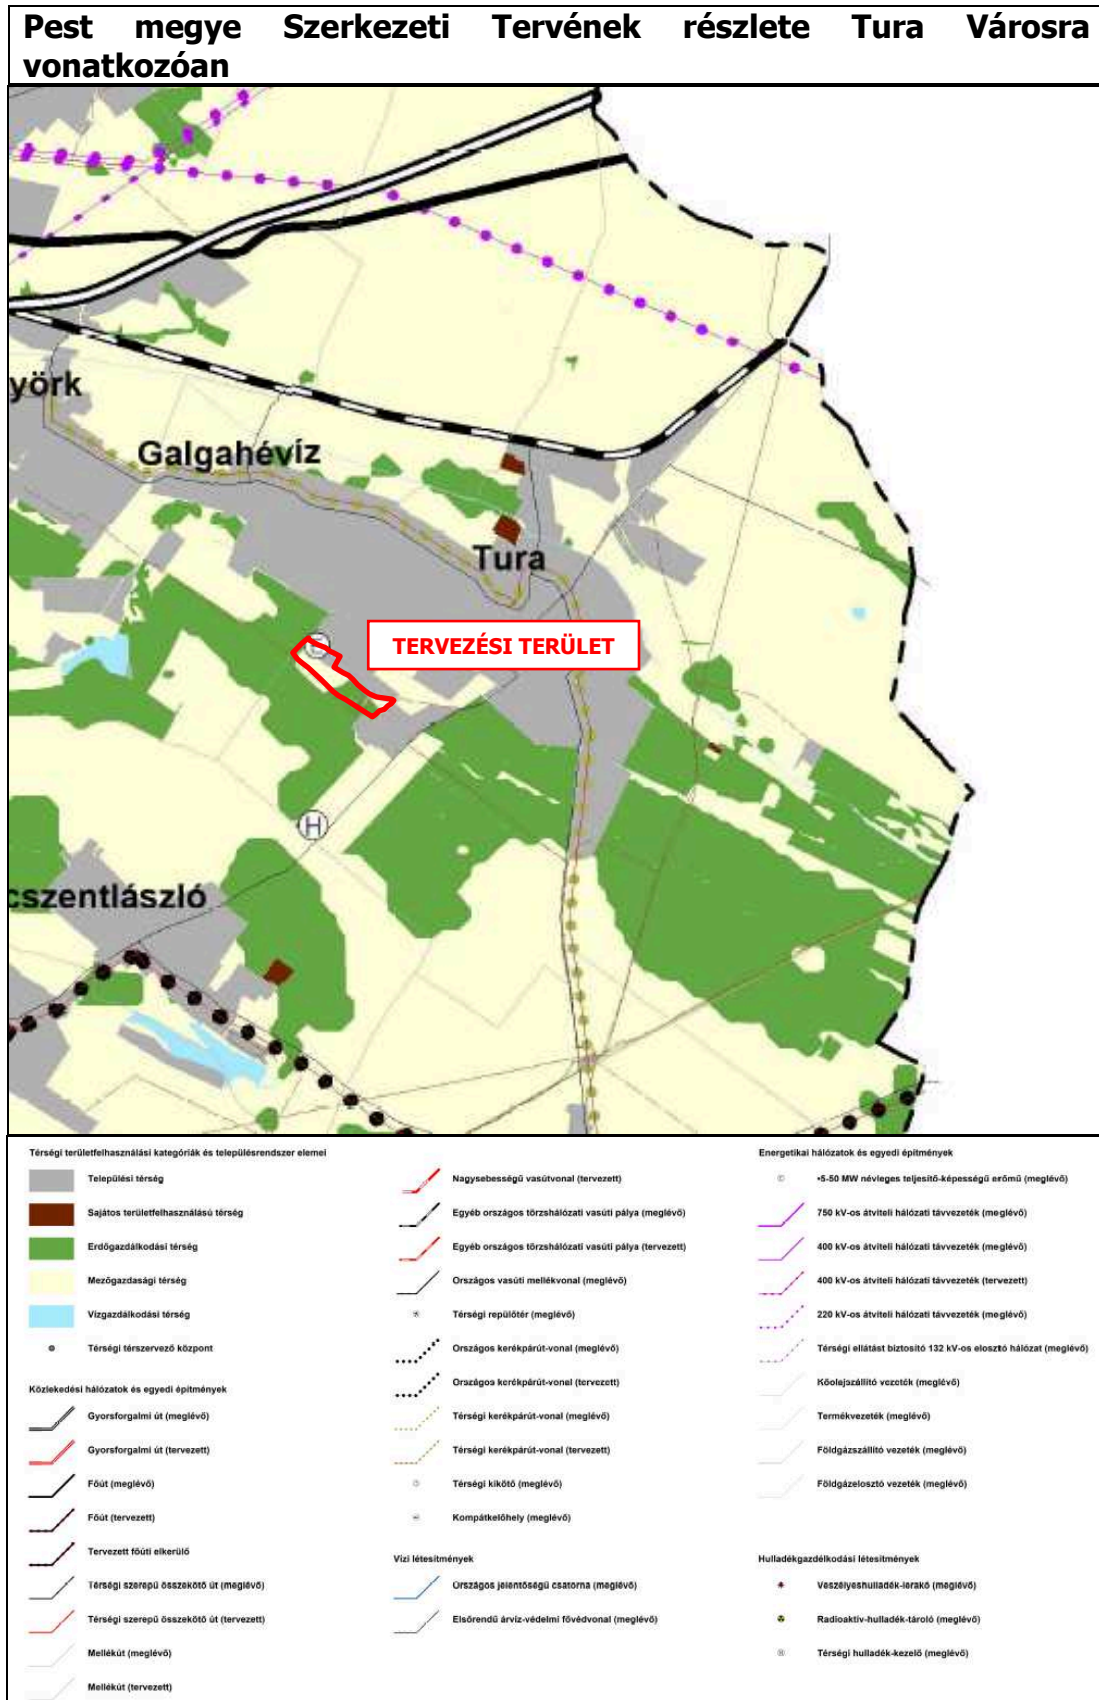 Pest megye Szerkezeti Tervének részlete Tura Városra
vonatkozóan
yörk
Galgahévíz
Tura
E
TERVEZÉSI TERÜLET
H
cszentlászló
Térségi területfelhasználási kategóriák és településrendszer elemei
Települési térség
Sajátos területfelhasználású térség
Erdőgazdálkodási térség
Mezőgazdasági térség
Vízgazdálkodási térség
Térségi térszervező központ
Közlekedési hálózatok és egyedi építmények
Gyorsforgalmi út (meglévő)
Gyorsforgalmi út (tervezett)
Főút (meglévő)
Főút (tervezett)
Tervezett főúti elkerülő
Térségi szerepű összekötő út (meglévő)
Térségi szerepű összekötő út (tervezett)
Mellékút (meglévő)
Mellékút (tervezett)
Nagysebességű vasútvonal (tervezett)
Egyéb országos törzshálózati vasúti pálya (meglévő)
Egyéb országos törzshálózati vasúti pálya (tervezett)
Országos vasúti mellékvonal (meglévő)
Térségi repülőtér (meglévő)
Országos kerékpárút-vonal (meglévő)
Országos kerékpárút-vonal (tervezett)
Térségi kerékpárút-vonal (meglévő)
Térségi kerékpárút-vonal (tervezett)
Térségi kikötő (meglévő)
Kompátkelőhely (meglévő)
Vízi létesítmények
Országos jelentőségű csatorna (meglévő)
Elsőrendű árvíz-védelmi fővédvonal (meglévő)
Energetikai hálózatok és egyedi építmények
E
•5-50 MW névleges teljesítő-képességű erőmű (meglévő)
750 kV-os átviteli hálózati távvezeték (meglévő)
400 kV-os átviteli hálózati távvezeték (meglévő)
400 kV-os átviteli hálózati távvezeték (tervezett)
220 kV-os átviteli hálózati távvezeték (meglévő)
Térségi ellátást biztosító 132 kV-os elosztó hálózat (meglévő)
Kőolajszállító vezeték (meglévő)
Termékvezeték (meglévő)
Földgázszállító vezeték (meglévő)
Földgázelosztó vezeték (meglévő)
Hulladékgazdálkodási létesítmények
Veszélyeshulladék-lerakó (meglévő)
Radioaktív-hulladék-tároló (meglévő)
H
Térségi hulladék-kezelő (meglévő)